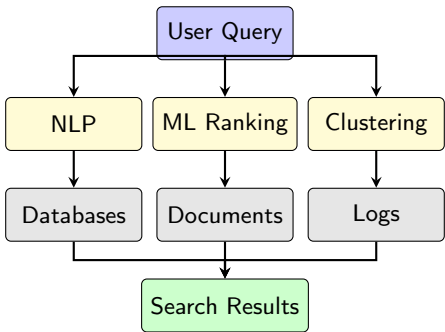 User Query
NLP
ML Ranking
Clustering
Databases
Documents
Logs
Search Results